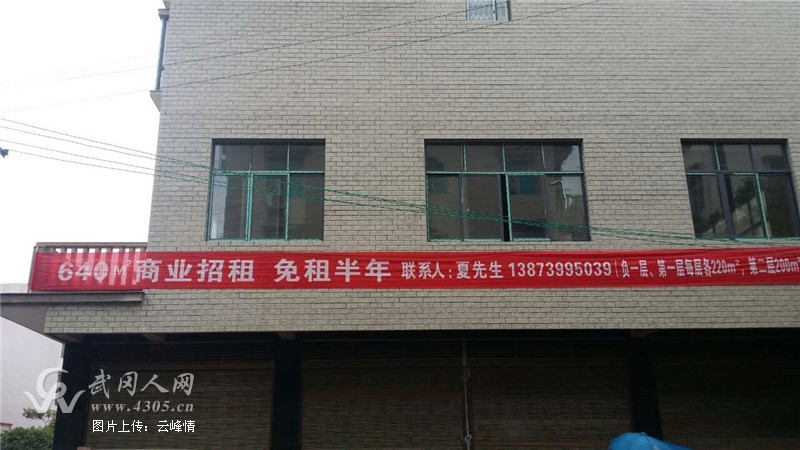 640M² 商业招租 免租半年 联系人：夏先生 13873995039（负一层、第一层每层各220m²，第二层200m²
武冈人网
www.4305.cn
图片上传：云峰情